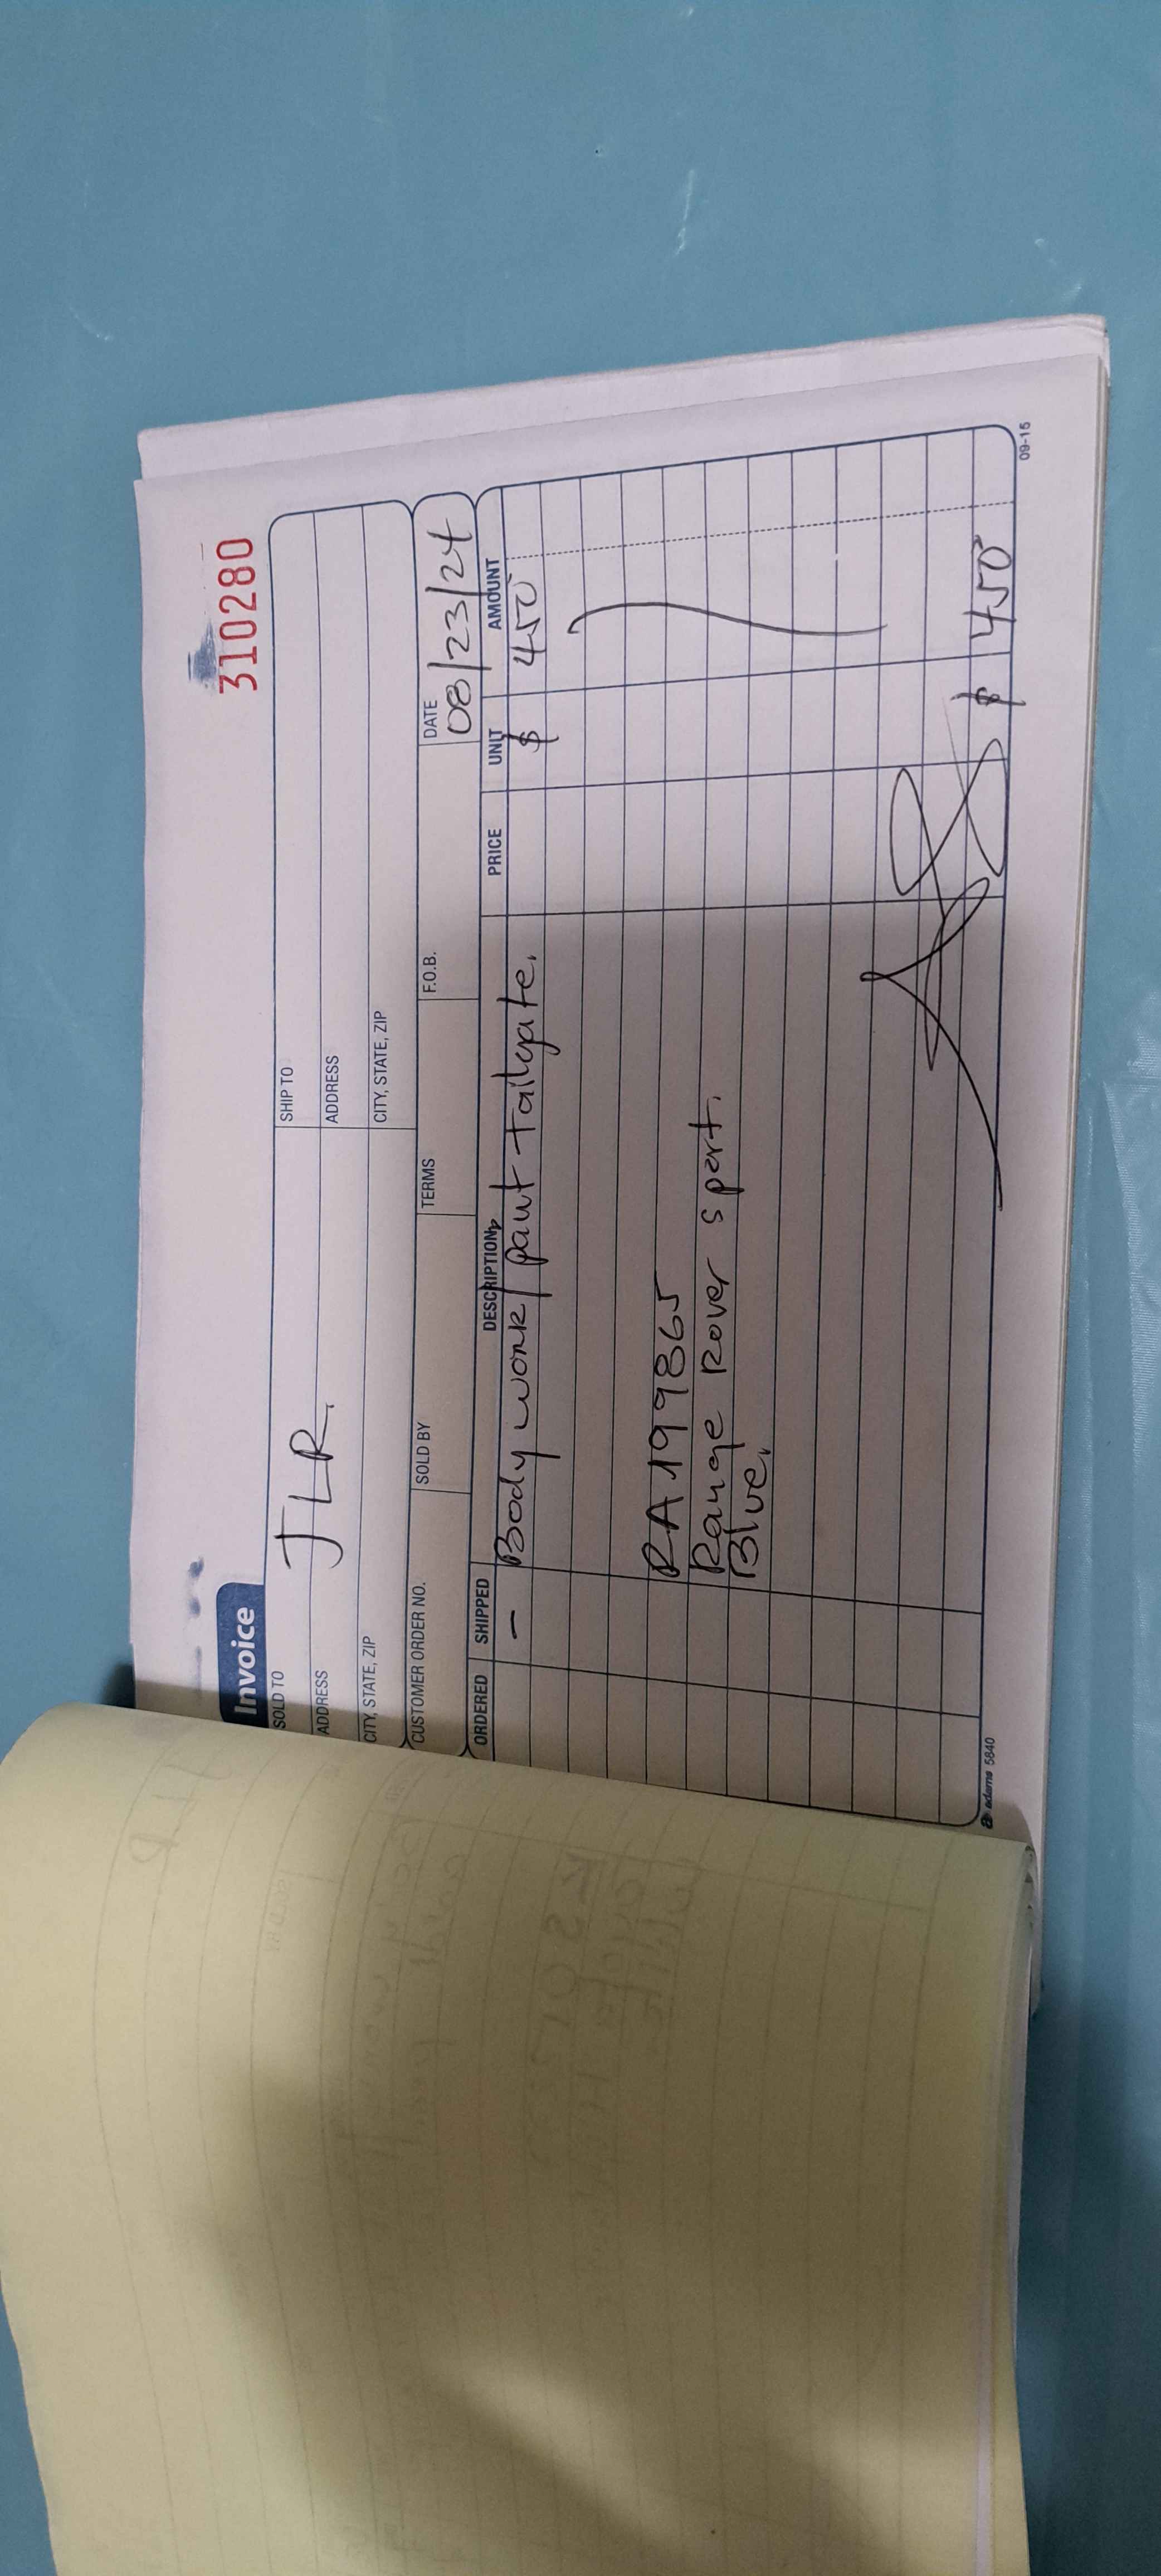 310280
Invoice
SOLD TO JLR. SHIP TO
ADDRESS ADDRESS
CITY, STATE, ZIP CITY, STATE, ZIP
CUSTOMER ORDER NO. SOLD BY TERMS F.O.B. DATE
08/23/24
ORDERED SHIPPED DESCRIPTION PRICE UNIT AMOUNT
- Body work/paint tailgate. $ 450
RA199865
Range Rover sport.
Blue.
$ 450
adams 5840 09-15